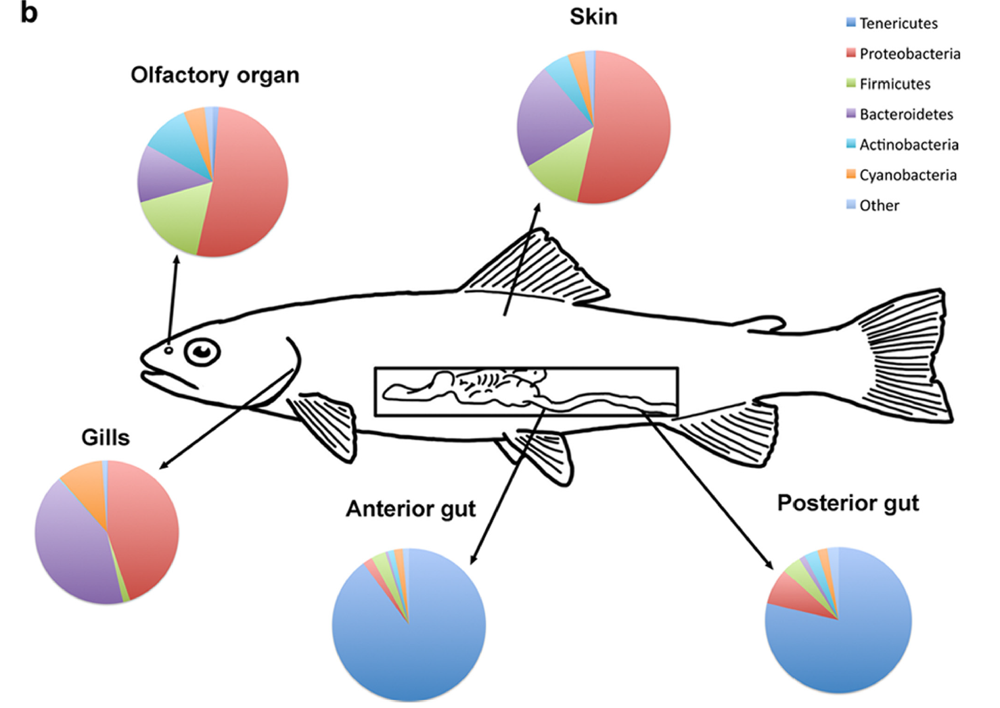 b
Skin
Olfactory organ
Tenericutes
Proteobacteria
Firmicutes
Bacteroidetes
Actinobacteria
Cyanobacteria
Other
Gills
Anterior gut
Posterior gut